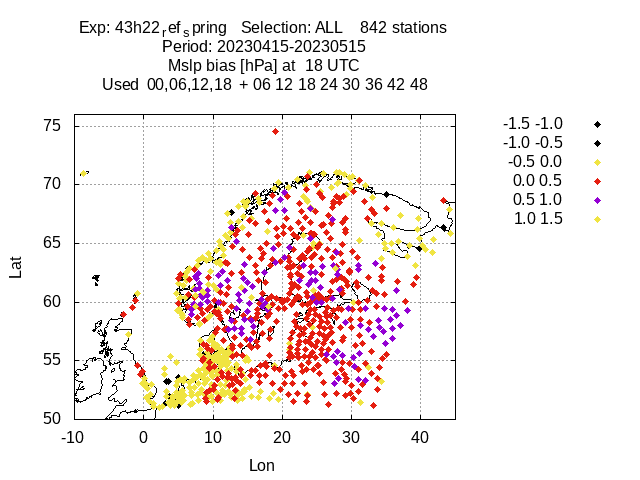 Exp: 43h22refspring   Selection: ALL    842 stations
Period: 20230415-20230515
Mslp bias [hPa] at  18 UTC
Used  00,06,12,18  + 06 12 18 24 30 36 42 48
-1.5 -1.0
-1.0 -0.5
-0.5 0.0
0.0 0.5
0.5 1.0
1.0 1.5
75
70
65
60
55
50
Lat
-10 0 10 20 30 40
Lon